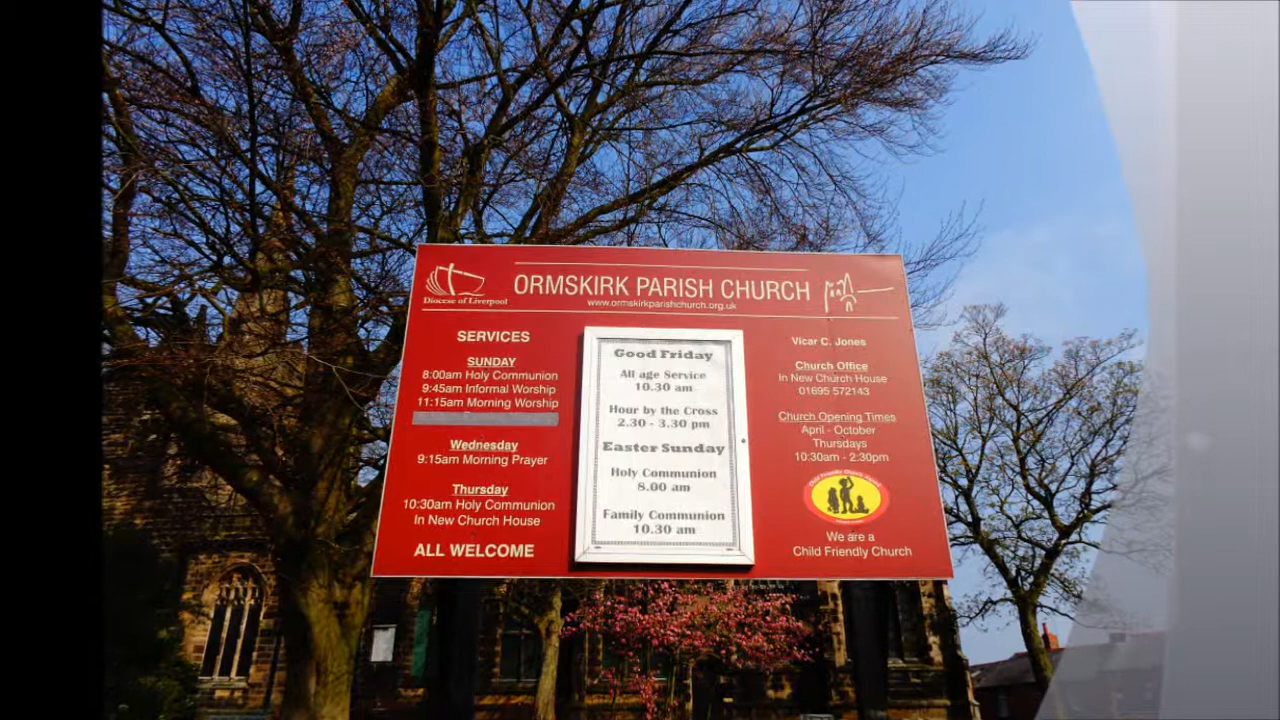 ORMSKIRK PARISH CHURCH
www.ormskirkparishchurch.org.uk
Diocese of Liverpool
SERVICES
SUNDAY
8:00am Holy Communion
9:45am Informal Worship
11:15am Morning Worship
Wednesday
9:15am Morning Prayer
Thursday
10:30am Holy Communion
In New Church House
ALL WELCOME
Good Friday
All age Service
10.30 am
Hour by the Cross
2.30 - 3.30 pm
Easter Sunday
Holy Communion
8.00 am
Family Communion
10.30 am
Vicar C. Jones
Church Office
In New Church House
01695 572143
Church Opening Times
April - October
Thursdays
10:30am - 2:30pm
We are a
Child Friendly Church